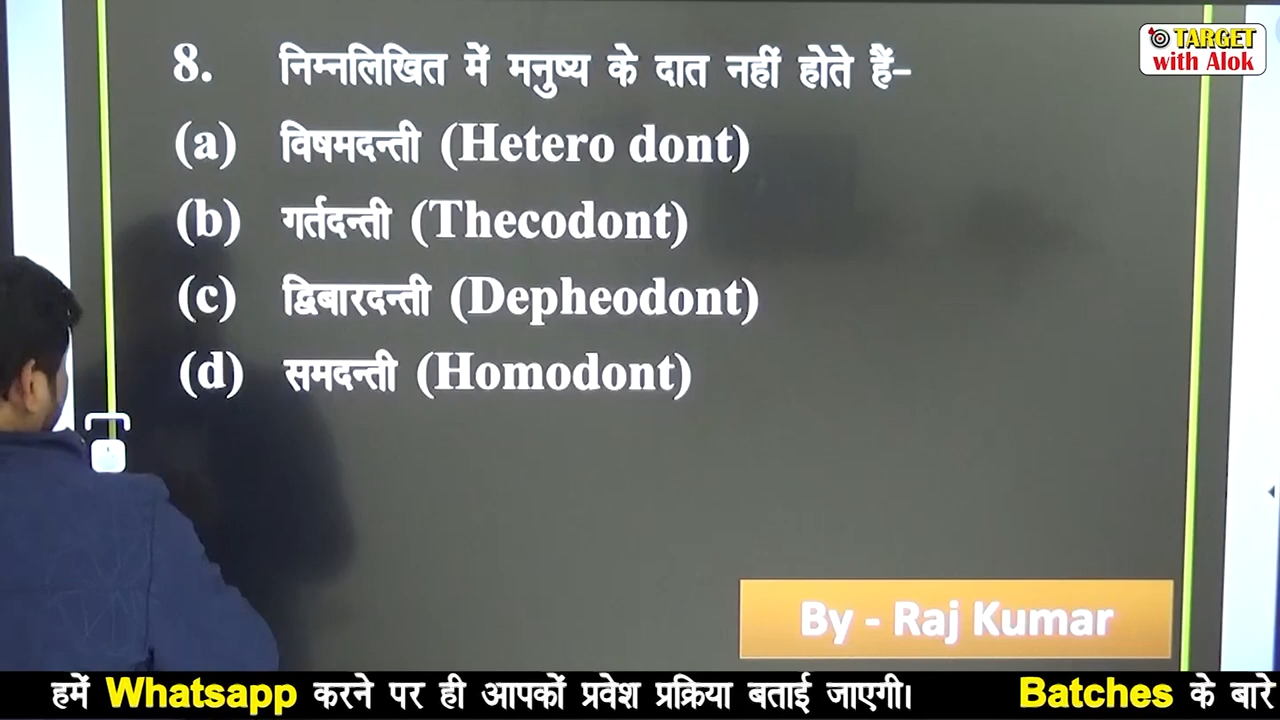 TARGET
with Alok
8. निम्नलिखित में मनुष्य के दात नहीं होते हैं-
(a) विषमदन्ती (Hetero dont)
(b) गर्तदन्ती (Thecodont)
(c) द्विबारदन्ती (Depheodont)
(d) समदन्ती (Homodont)
By - Raj Kumar
हमें Whatsapp करने पर ही आपकों प्रवेश प्रक्रिया बताई जाएगी। Batches के बारे